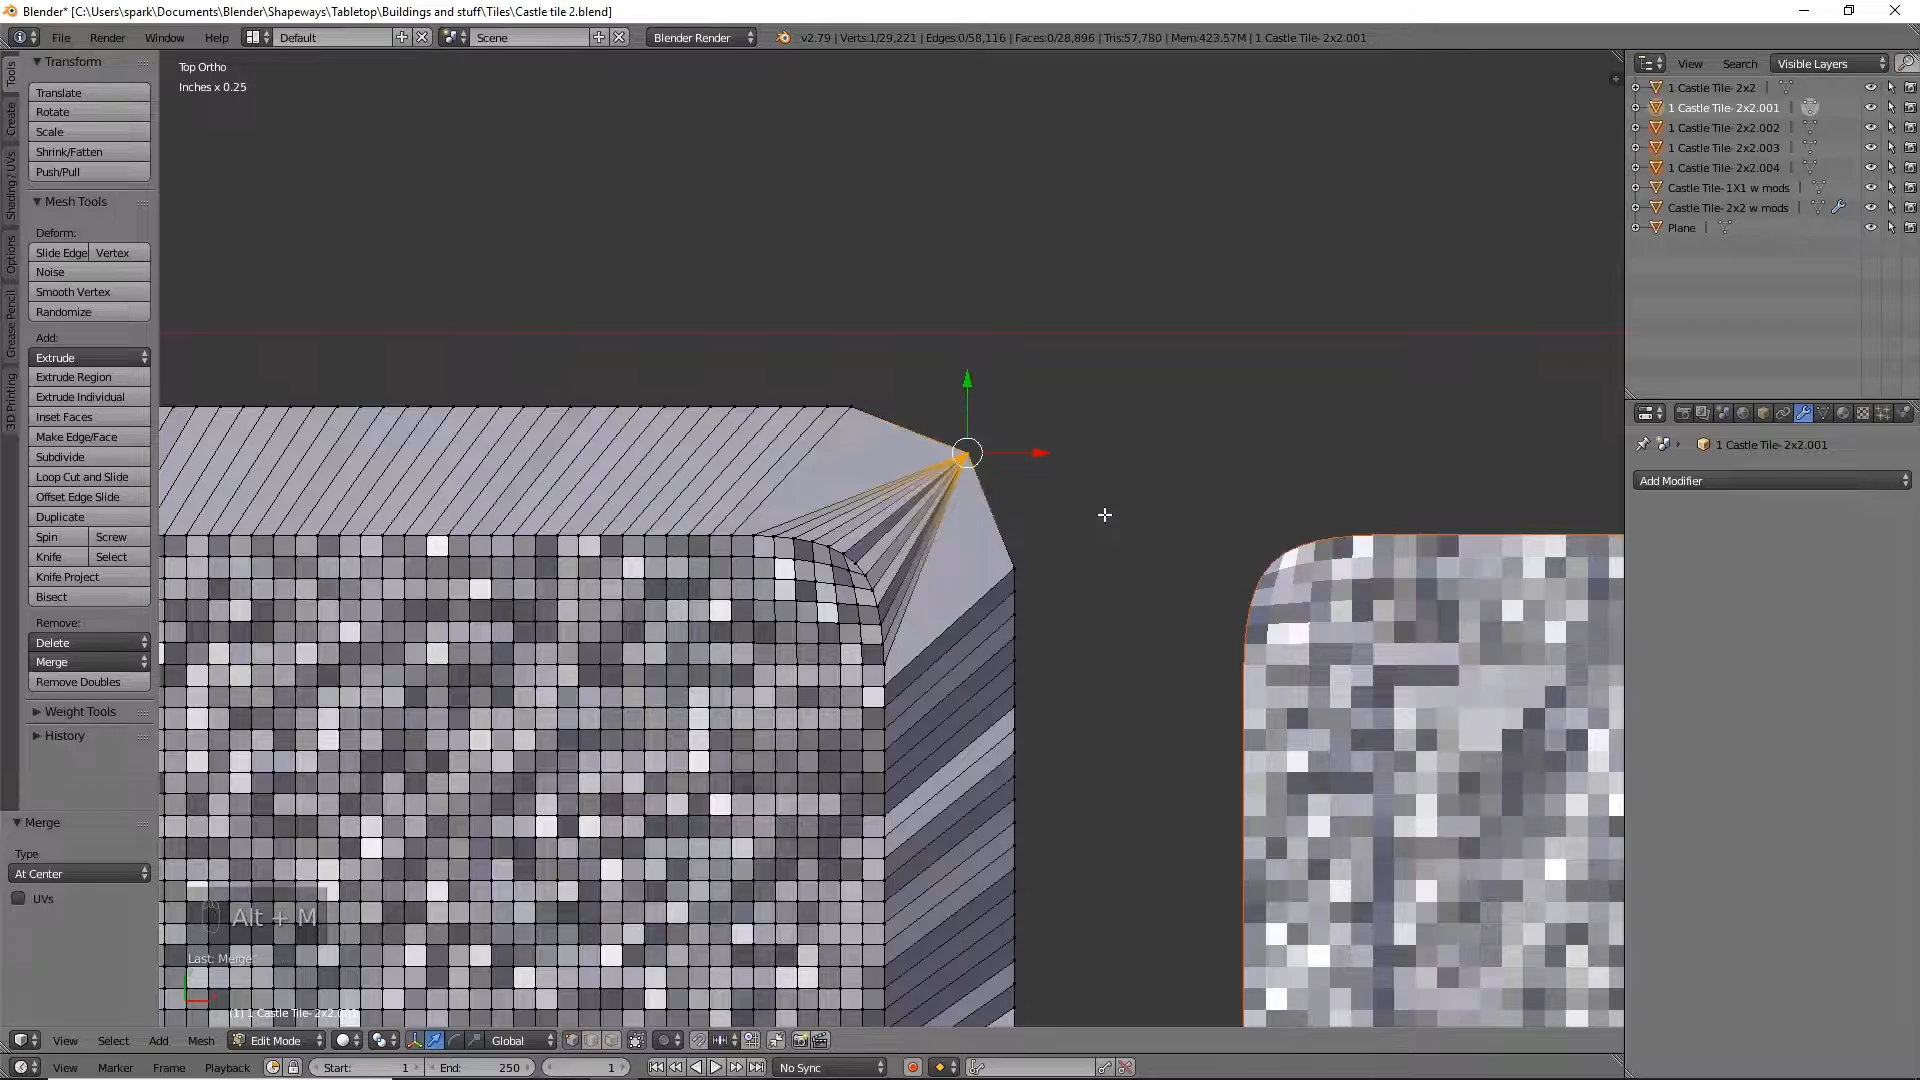 Blender* [C:\Users\spark\Documents\Blender\Shapeways\Tabletop\Buildings and stuff\Tiles\Castle tile 2.blend]
File Render Window Help Default Scene Blender Render v2.79 | Verts:1/29,221 | Edges:0/58,116 | Faces:0/28,896 | Tris:57,780 | Mem:423.57M | 1 Castle Tile- 2x2.001
Tools
Create
Shading / UVs
Options
Grease Pencil
3D Printing
Transform
Translate
Rotate
Scale
Shrink/Fatten
Push/Pull
Mesh Tools
Deform:
Slide Edge Vertex
Noise
Smooth Vertex
Randomize
Add:
Extrude
Extrude Region
Extrude Individual
Inset Faces
Make Edge/Face
Subdivide
Loop Cut and Slide
Offset Edge Slide
Duplicate
Spin Screw
Knife Select
Knife Project
Bisect
Remove:
Delete
Merge
Remove Doubles
Weight Tools
History
Merge
Type
At Center
UVs
Top Ortho
Inches x 0.25
Alt + M
Last: Merge
(1) 1 Castle Tile- 2x2.001
View Search Visible Layers
1 Castle Tile- 2x2
1 Castle Tile- 2x2.001
1 Castle Tile- 2x2.002
1 Castle Tile- 2x2.003
1 Castle Tile- 2x2.004
Castle Tile- 1X1 w mods
Castle Tile- 2x2 w mods
Plane
1 Castle Tile- 2x2.001
Add Modifier
View Select Add Mesh Edit Mode Global
View Marker Frame Playback Start: 1 End: 250 1 No Sync